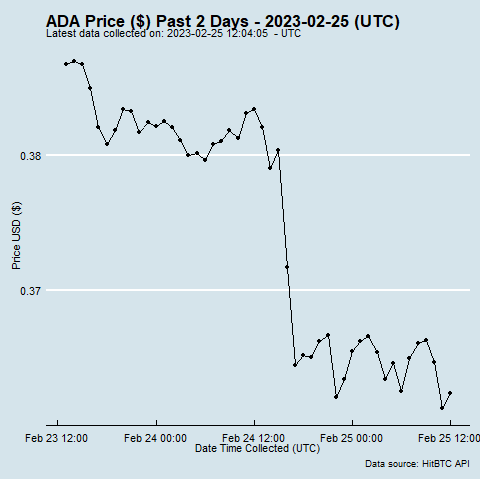 ADA Price ($) Past 2 Days - 2023-02-25 (UTC)
Latest data collected on: 2023-02-25 12:04:05  - UTC
0.38
0.37
Price USD ($)
Feb 23 12:00 Feb 24 00:00 Feb 24 12:00 Feb 25 00:00 Feb 25 12:00
Date Time Collected (UTC)
Data source: HitBTC API